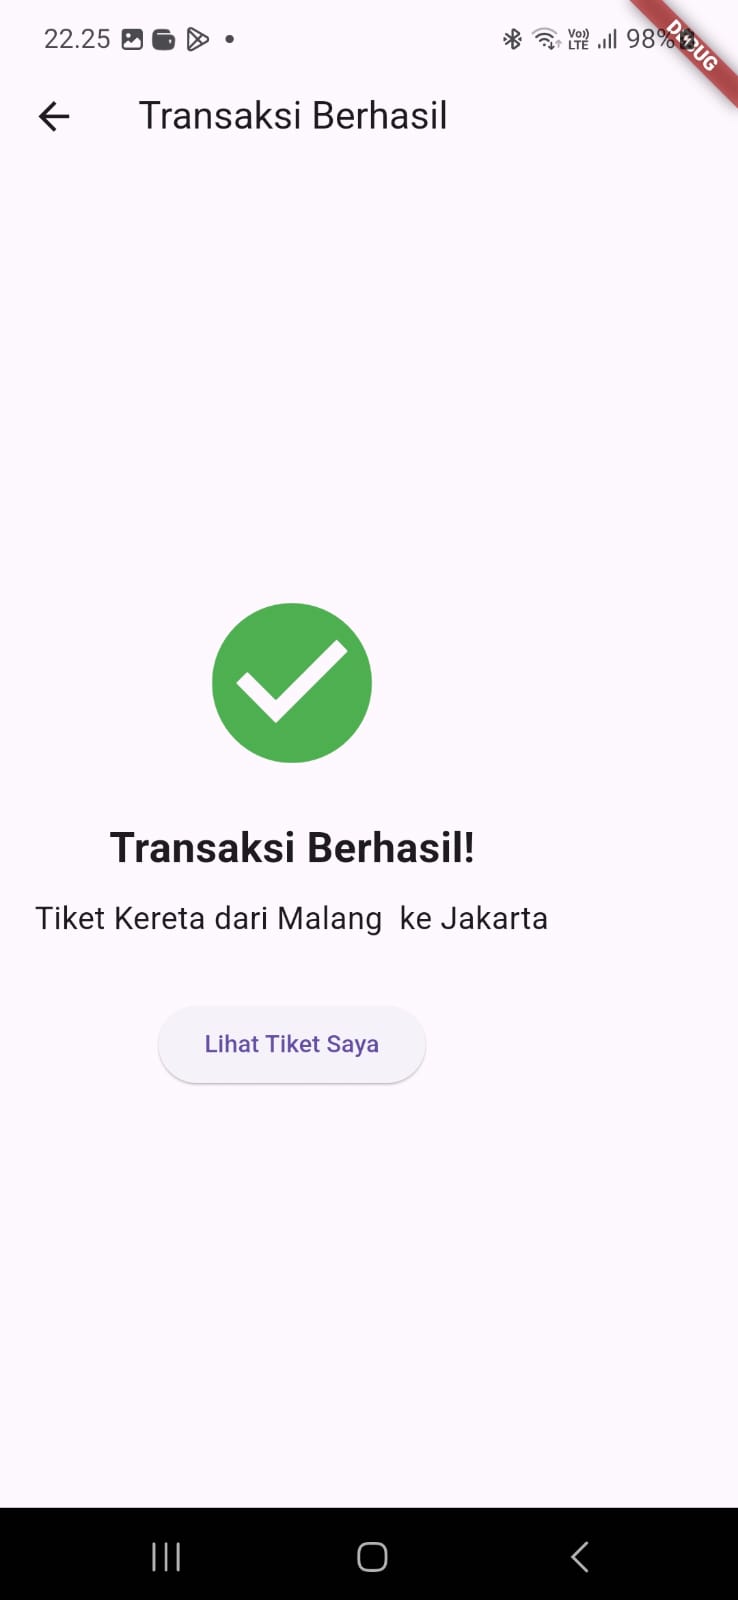 22.25
Vo)) LTE 98%
DEBUG
Transaksi Berhasil
Transaksi Berhasil!
Tiket Kereta dari Malang  ke Jakarta
Lihat Tiket Saya